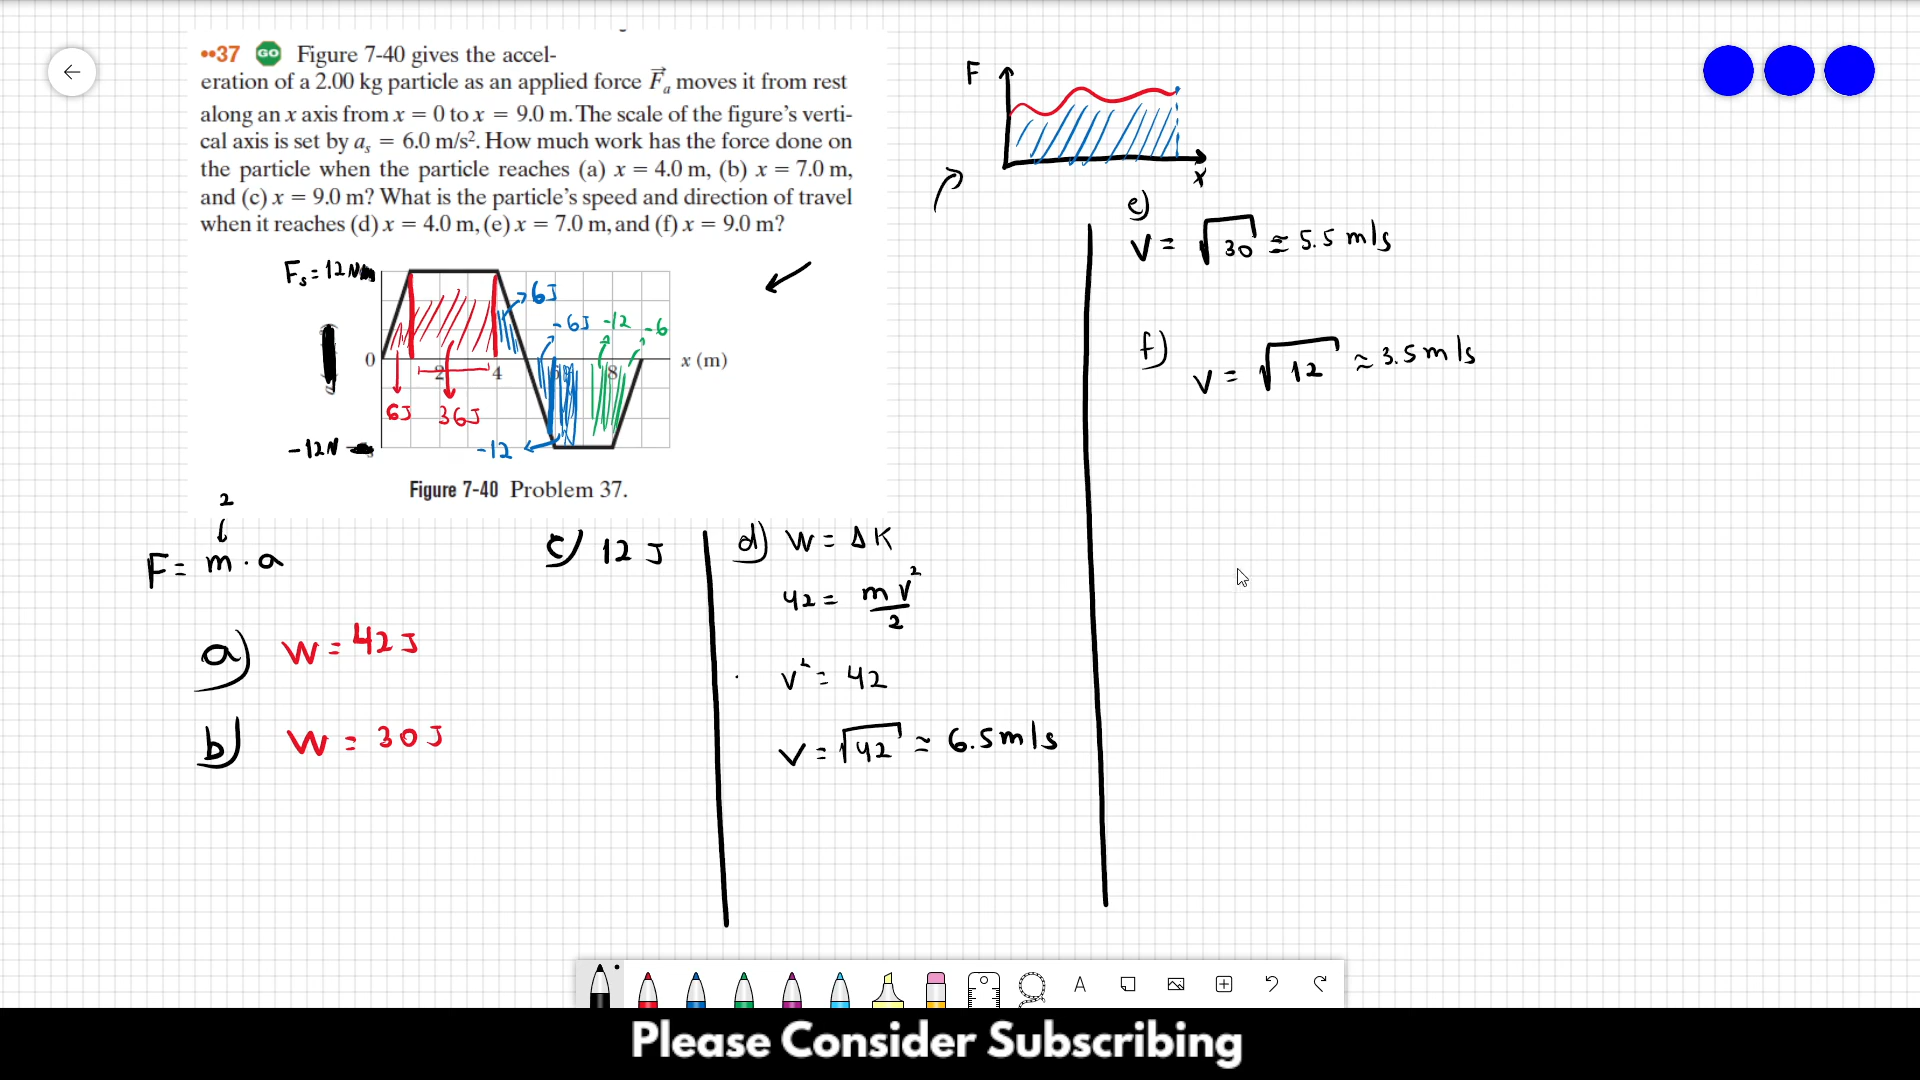 ••37 GO Figure 7-40 gives the accel-
eration of a 2.00 kg particle as an applied force F⃗ₐ moves it from rest
along an x axis from x = 0 to x = 9.0 m. The scale of the figure's verti-
cal axis is set by aₛ = 6.0 m/s². How much work has the force done on
the particle when the particle reaches (a) x = 4.0 m, (b) x = 7.0 m,
and (c) x = 9.0 m? What is the particle's speed and direction of travel
when it reaches (d) x = 4.0 m, (e) x = 7.0 m, and (f) x = 9.0 m?
Fₛ = 12N
6J
-6J -12 -6
0 2 4 8 x (m)
6J 36J
-12N
-12
Figure 7-40 Problem 37.
2
F = m · a
a) W = 42J
b) W = 30J
c) 12 J
d) W = ΔK
42 = mv²/2
v² = 42
V = √42 ≈ 6.5m/s
F
x
e)
V = √30 ≈ 5.5 m/s
f)
V = √12 ≈ 3.5m/s
A
Please Consider Subscribing